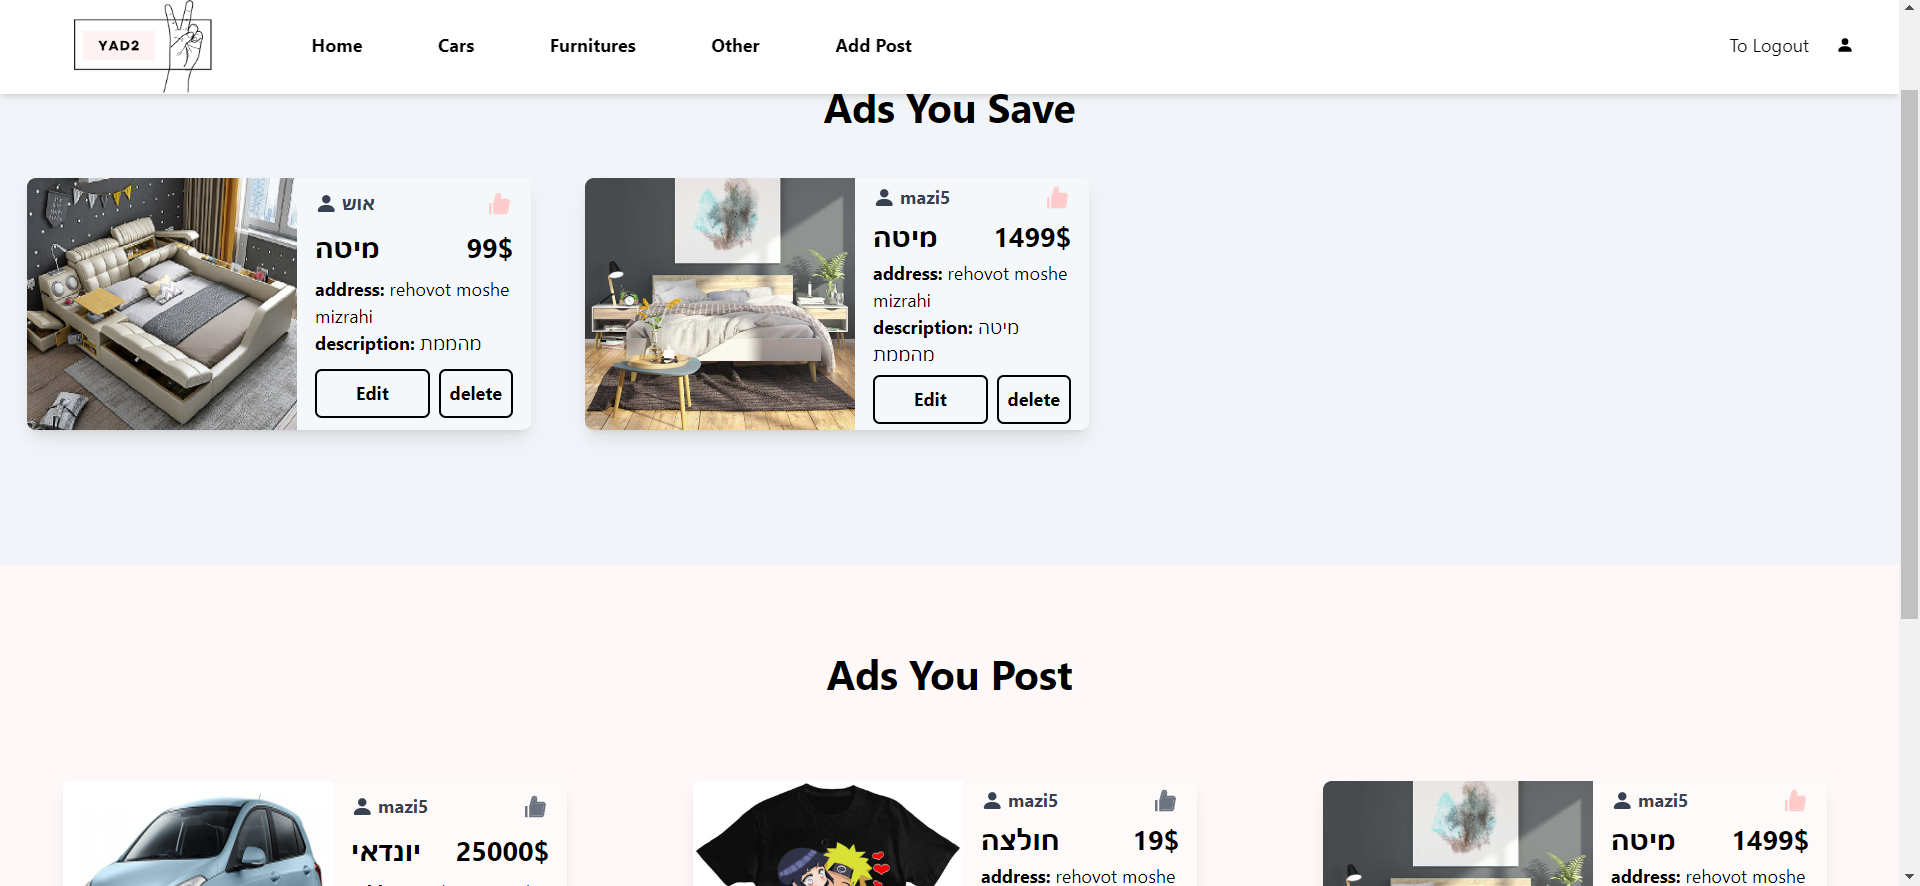 YAD2
Home
Cars
Furnitures
Other
Add Post
To Logout
Ads You Save
אוש
מיטה
99$
address: rehovot moshe
mizrahi
description: מהממת
Edit
delete
mazi5
מיטה
1499$
address: rehovot moshe
mizrahi
description: מיטה
מהממת
Edit
delete
Ads You Post
mazi5
יונדאי
25000$
mazi5
חולצה
19$
address: rehovot moshe
mazi5
מיטה
1499$
address: rehovot moshe